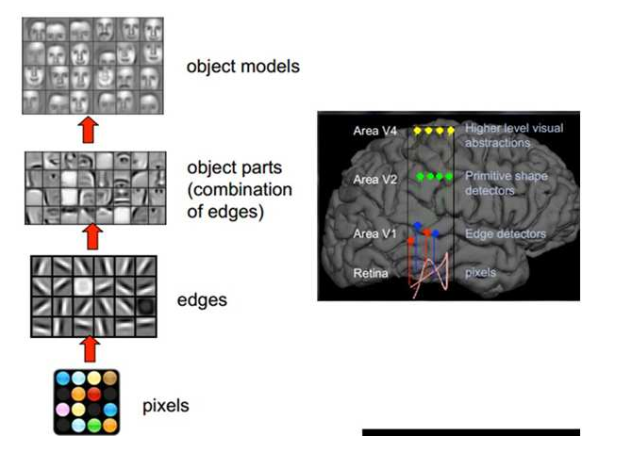 object models
object parts
(combination
of edges)
edges
pixels
Area V4
Higher level visual
abstractions
Area V2
Primitive shape
detectors
Area V1
Edge detectors
Retina
pixels